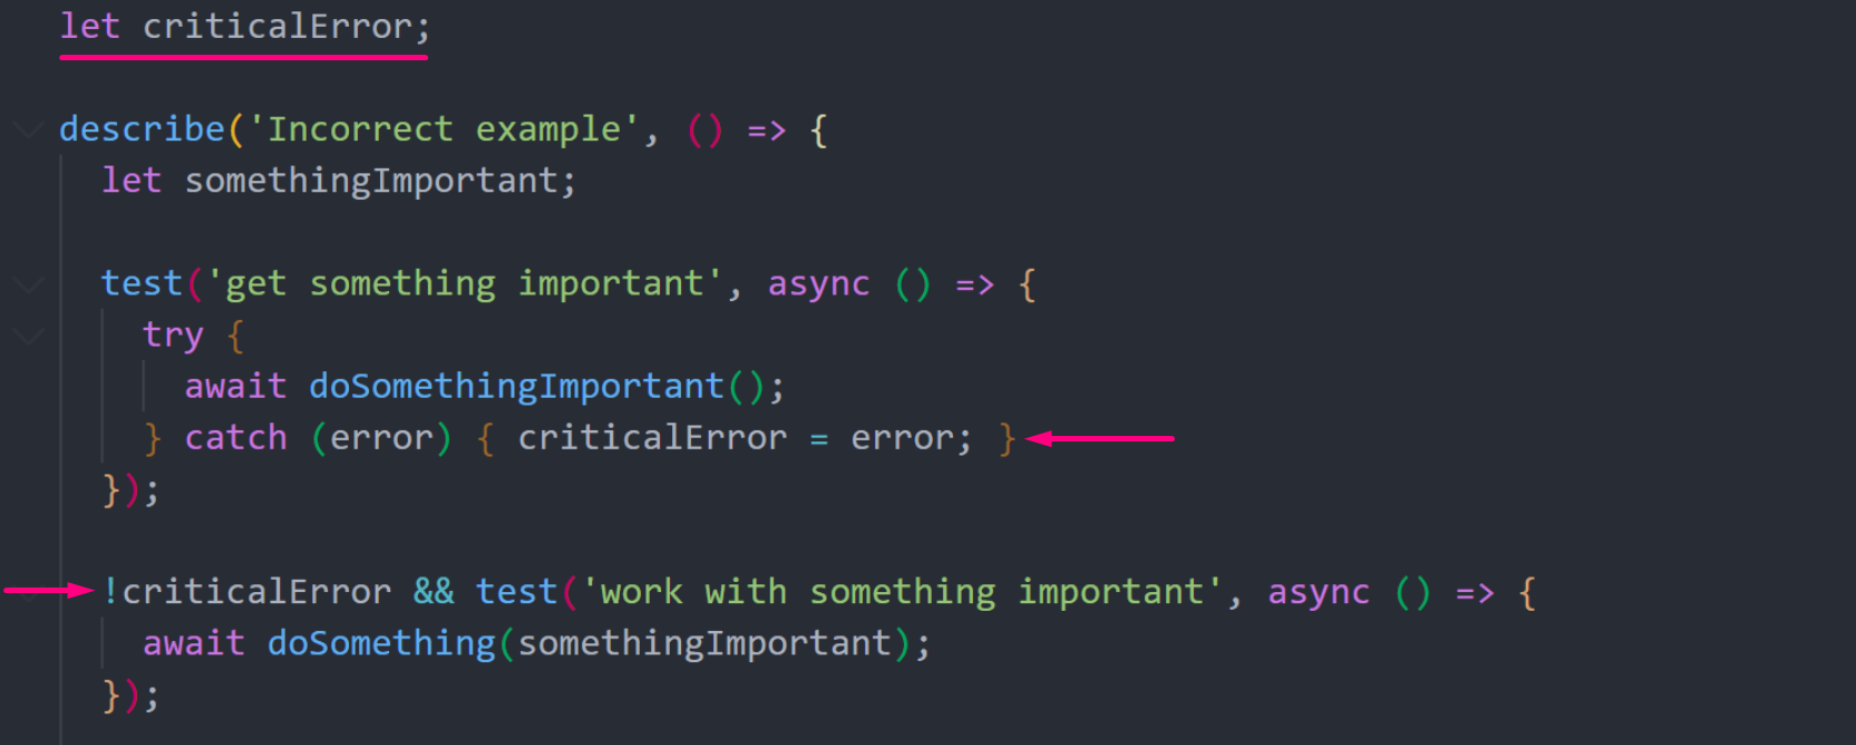 let criticalError;
describe('Incorrect example', () => {
let somethingImportant;
test('get something important', async () => {
try {
await doSomethingImportant();
} catch (error) { criticalError = error; }
});
!criticalError && test('work with something important', async () => {
await doSomething(somethingImportant);
});